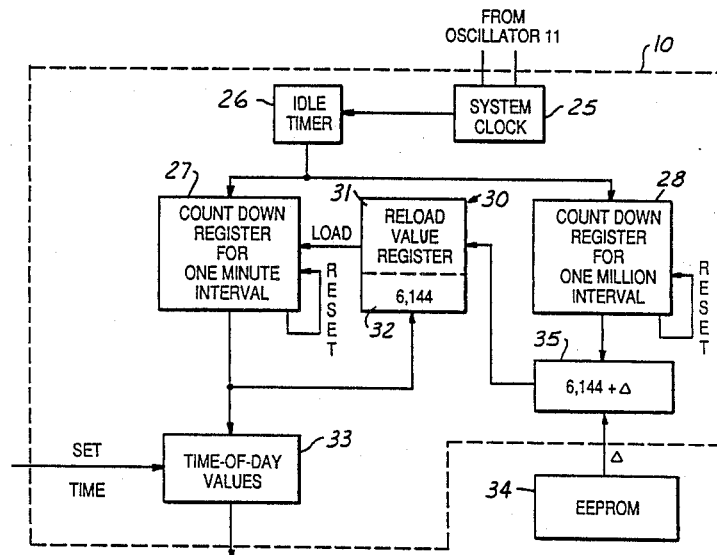 FROM
OSCILLATOR 11
10
26
IDLE
TIMER
SYSTEM
CLOCK
25
27
COUNT DOWN
REGISTER
FOR
ONE MINUTE
INTERVAL
RESET
LOAD
31
30
RELOAD
VALUE
REGISTER
6,144
32
28
COUNT DOWN
REGISTER
FOR
ONE MILLION
INTERVAL
RESET
35
6,144 + Δ
SET
TIME
TIME-OF-DAY
VALUES
33
Δ
34
EEPROM